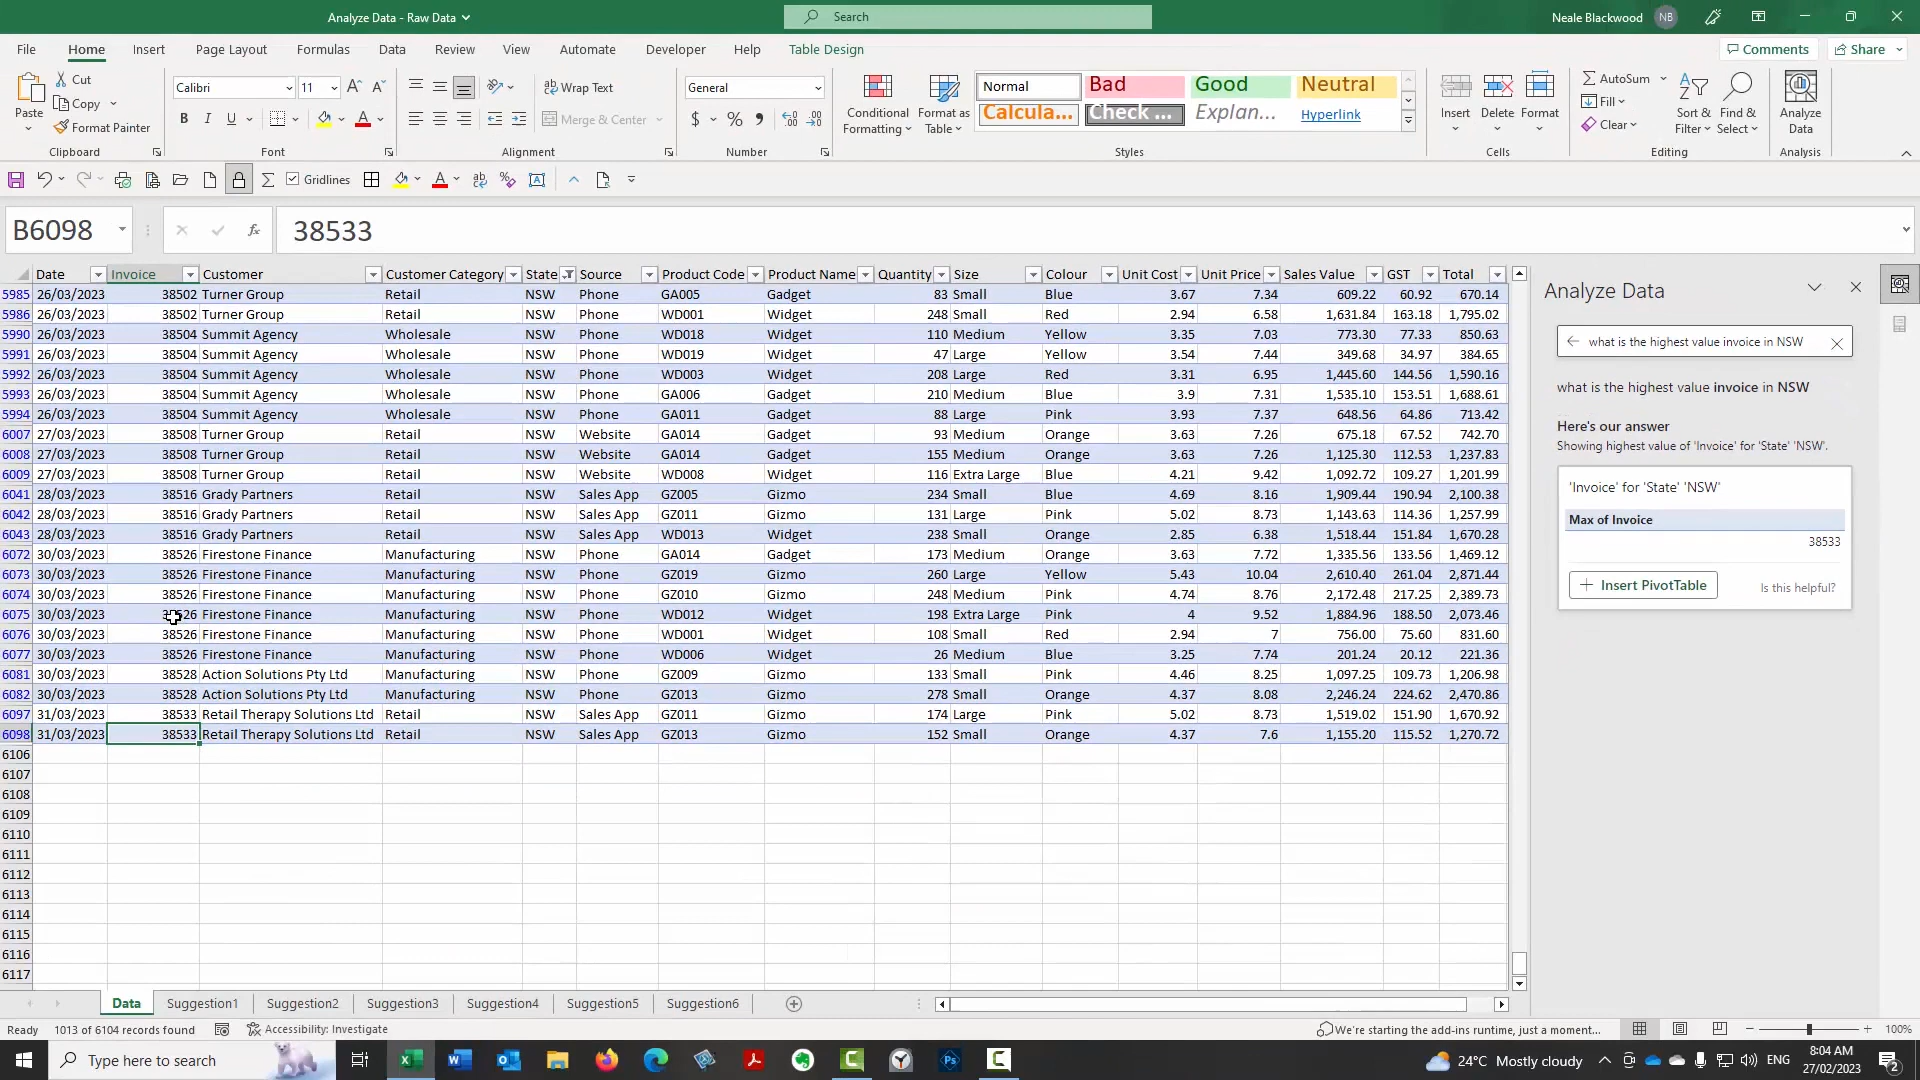 Analyze Data - Raw Data
Search
Neale Blackwood NB
File Home Insert Page Layout Formulas Data Review View Automate Developer Help Table Design
Comments Share
Paste
Cut
Copy
Format Painter
Clipboard
Calibri 11
B I U
Font
Wrap Text
Merge & Center
Alignment
General
Number
Conditional Formatting
Format as Table
Normal Bad Good Neutral
Calcula... Check ... Explan... Hyperlink
Styles
Insert Delete Format
Cells
AutoSum
Fill
Clear
Sort & Filter
Find & Select
Editing
Analyze Data
Analysis
Gridlines
B6098 fx 38533
Date Invoice Customer Customer Category State Source Product Code Product Name Quantity Size Colour Unit Cost Unit Price Sales Value GST Total
5985 26/03/2023 38502 Turner Group Retail NSW Phone GA005 Gadget 83 Small Blue 3.67 7.34 609.22 60.92 670.14
5986 26/03/2023 38502 Turner Group Retail NSW Phone WD001 Widget 248 Small Red 2.94 6.58 1,631.84 163.18 1,795.02
5990 26/03/2023 38504 Summit Agency Wholesale NSW Phone WD018 Widget 110 Medium Yellow 3.35 7.03 773.30 77.33 850.63
5991 26/03/2023 38504 Summit Agency Wholesale NSW Phone WD019 Widget 47 Large Yellow 3.54 7.44 349.68 34.97 384.65
5992 26/03/2023 38504 Summit Agency Wholesale NSW Phone WD003 Widget 208 Large Red 3.31 6.95 1,445.60 144.56 1,590.16
5993 26/03/2023 38504 Summit Agency Wholesale NSW Phone GA006 Gadget 210 Medium Blue 3.9 7.31 1,535.10 153.51 1,688.61
5994 26/03/2023 38504 Summit Agency Wholesale NSW Phone GA011 Gadget 88 Large Pink 3.93 7.37 648.56 64.86 713.42
6007 27/03/2023 38508 Turner Group Retail NSW Website GA014 Gadget 93 Medium Orange 3.63 7.26 675.18 67.52 742.70
6008 27/03/2023 38508 Turner Group Retail NSW Website GA014 Gadget 155 Medium Orange 3.63 7.26 1,125.30 112.53 1,237.83
6009 27/03/2023 38508 Turner Group Retail NSW Website WD008 Widget 116 Extra Large Blue 4.21 9.42 1,092.72 109.27 1,201.99
6041 28/03/2023 38516 Grady Partners Retail NSW Sales App GZ005 Gizmo 234 Small Blue 4.69 8.16 1,909.44 190.94 2,100.38
6042 28/03/2023 38516 Grady Partners Retail NSW Sales App GZ011 Gizmo 131 Large Pink 5.02 8.73 1,143.63 114.36 1,257.99
6043 28/03/2023 38516 Grady Partners Retail NSW Sales App WD013 Widget 238 Small Orange 2.85 6.38 1,518.44 151.84 1,670.28
6072 30/03/2023 38526 Firestone Finance Manufacturing NSW Phone GA014 Gadget 173 Medium Orange 3.63 7.72 1,335.56 133.56 1,469.12
6073 30/03/2023 38526 Firestone Finance Manufacturing NSW Phone GZ019 Gizmo 260 Large Yellow 5.43 10.04 2,610.40 261.04 2,871.44
6074 30/03/2023 38526 Firestone Finance Manufacturing NSW Phone GZ010 Gizmo 248 Medium Pink 4.74 8.76 2,172.48 217.25 2,389.73
6075 30/03/2023 Firestone Finance Manufacturing NSW Phone WD012 Widget 198 Extra Large Pink 4 9.52 1,884.96 188.50 2,073.46
6076 30/03/2023 38526 Firestone Finance Manufacturing NSW Phone WD001 Widget 108 Small Red 2.94 7 756.00 75.60 831.60
6077 30/03/2023 38526 Firestone Finance Manufacturing NSW Phone WD006 Widget 26 Medium Blue 3.25 7.74 201.24 20.12 221.36
6081 30/03/2023 38528 Action Solutions Pty Ltd Manufacturing NSW Phone GZ009 Gizmo 133 Small Pink 4.46 8.25 1,097.25 109.73 1,206.98
6082 30/03/2023 38528 Action Solutions Pty Ltd Manufacturing NSW Phone GZ013 Gizmo 278 Small Orange 4.37 8.08 2,246.24 224.62 2,470.86
6097 31/03/2023 38533 Retail Therapy Solutions Ltd Retail NSW Sales App GZ011 Gizmo 174 Large Pink 5.02 8.73 1,519.02 151.90 1,670.92
6098 31/03/2023 38533 Retail Therapy Solutions Ltd Retail NSW Sales App GZ013 Gizmo 152 Small Orange 4.37 7.6 1,155.20 115.52 1,270.72
6106
6107
6108
6109
6110
6111
6112
6113
6114
6115
6116
6117
Analyze Data
what is the highest value invoice in NSW
what is the highest value invoice in NSW
Here's our answer
Showing highest value of 'Invoice' for 'State' 'NSW'.
'Invoice' for 'State' 'NSW'
Max of Invoice
38533
Insert PivotTable
Is this helpful?
Data Suggestion1 Suggestion2 Suggestion3 Suggestion4 Suggestion5 Suggestion6
Ready 1013 of 6104 records found Accessibility: Investigate
We're starting the add-ins runtime, just a moment...
100%
Type here to search
24°C Mostly cloudy
ENG
8:04 AM
27/02/2023
2